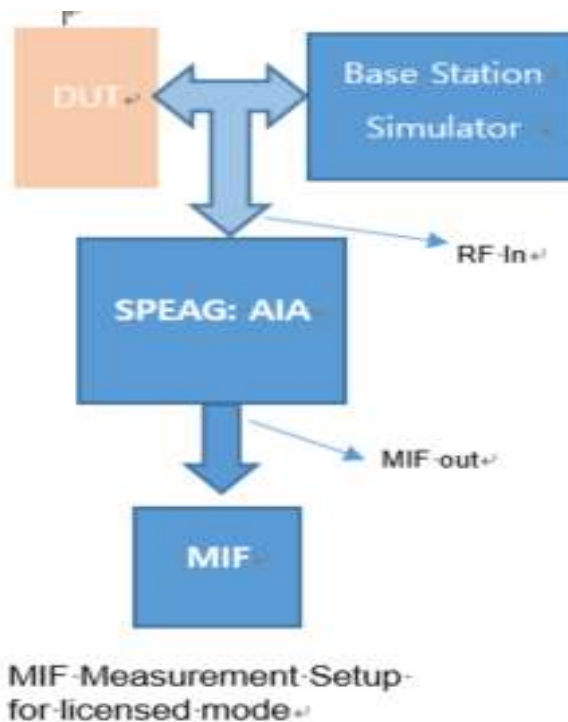 DUT
Base Station
Simulator
RF In
SPEAG: AIA
MIF out
MIF
MIF Measurement Setup
for licensed mode